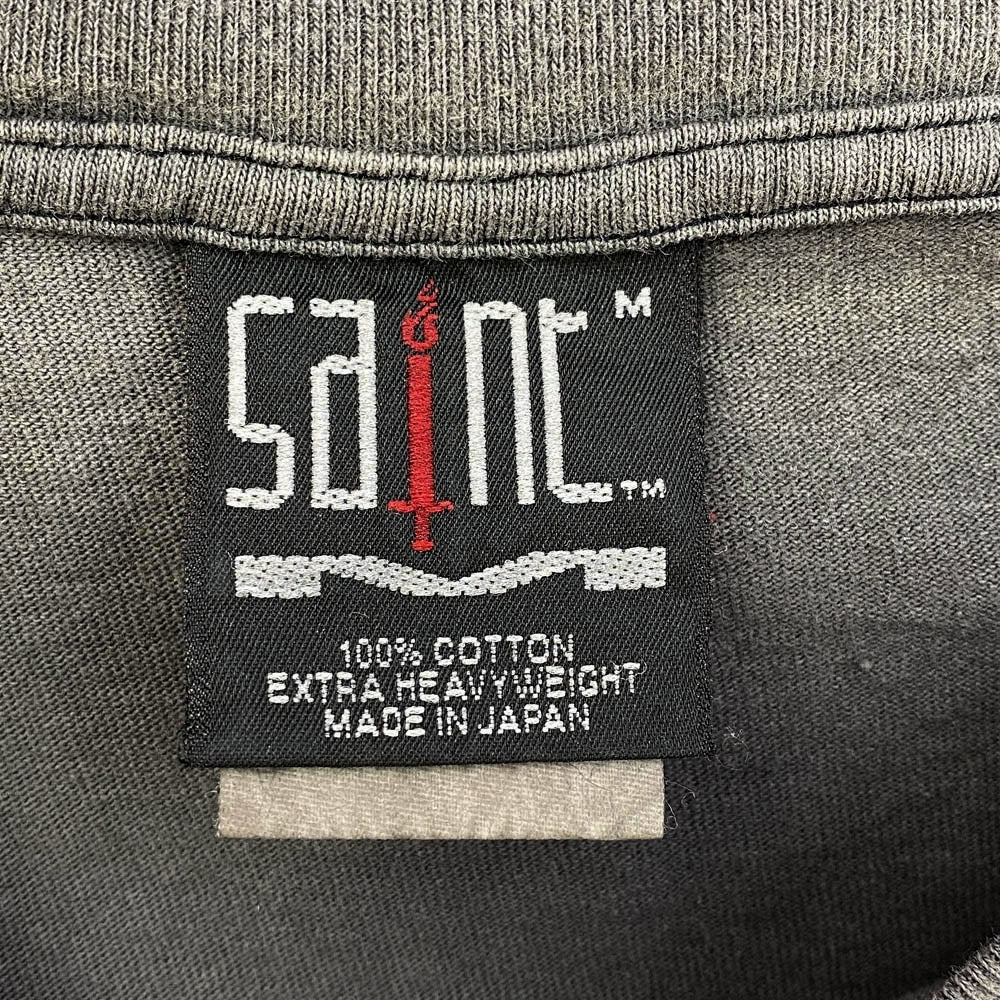 saint M
™
100% COTTON
EXTRA HEAVYWEIGHT
MADE IN JAPAN